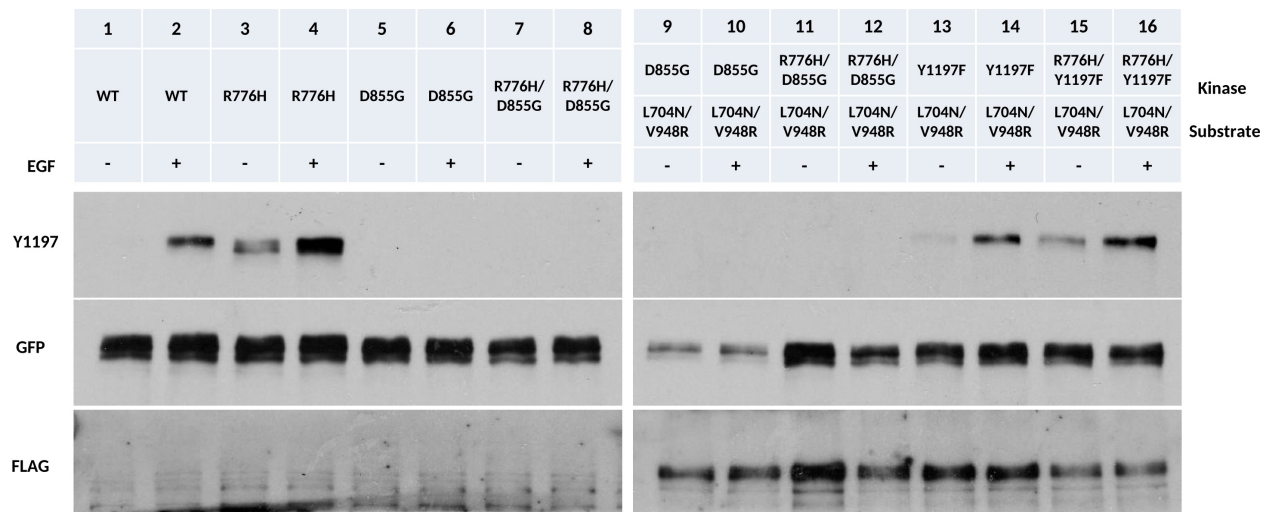 1 2 3 4 5 6 7 8 9 10 11 12 13 14 15 16
WT WT R776H R776H D855G D855G R776H/ D855G R776H/ D855G
D855G D855G R776H/ D855G R776H/ D855G Y1197F Y1197F R776H/ Y1197F R776H/ Y1197F Kinase
L704N/ V948R L704N/ V948R L704N/ V948R L704N/ V948R L704N/ V948R L704N/ V948R L704N/ V948R L704N/ V948R Substrate
EGF - + - + - + - + - + - + - + - +
Y1197
GFP
FLAG